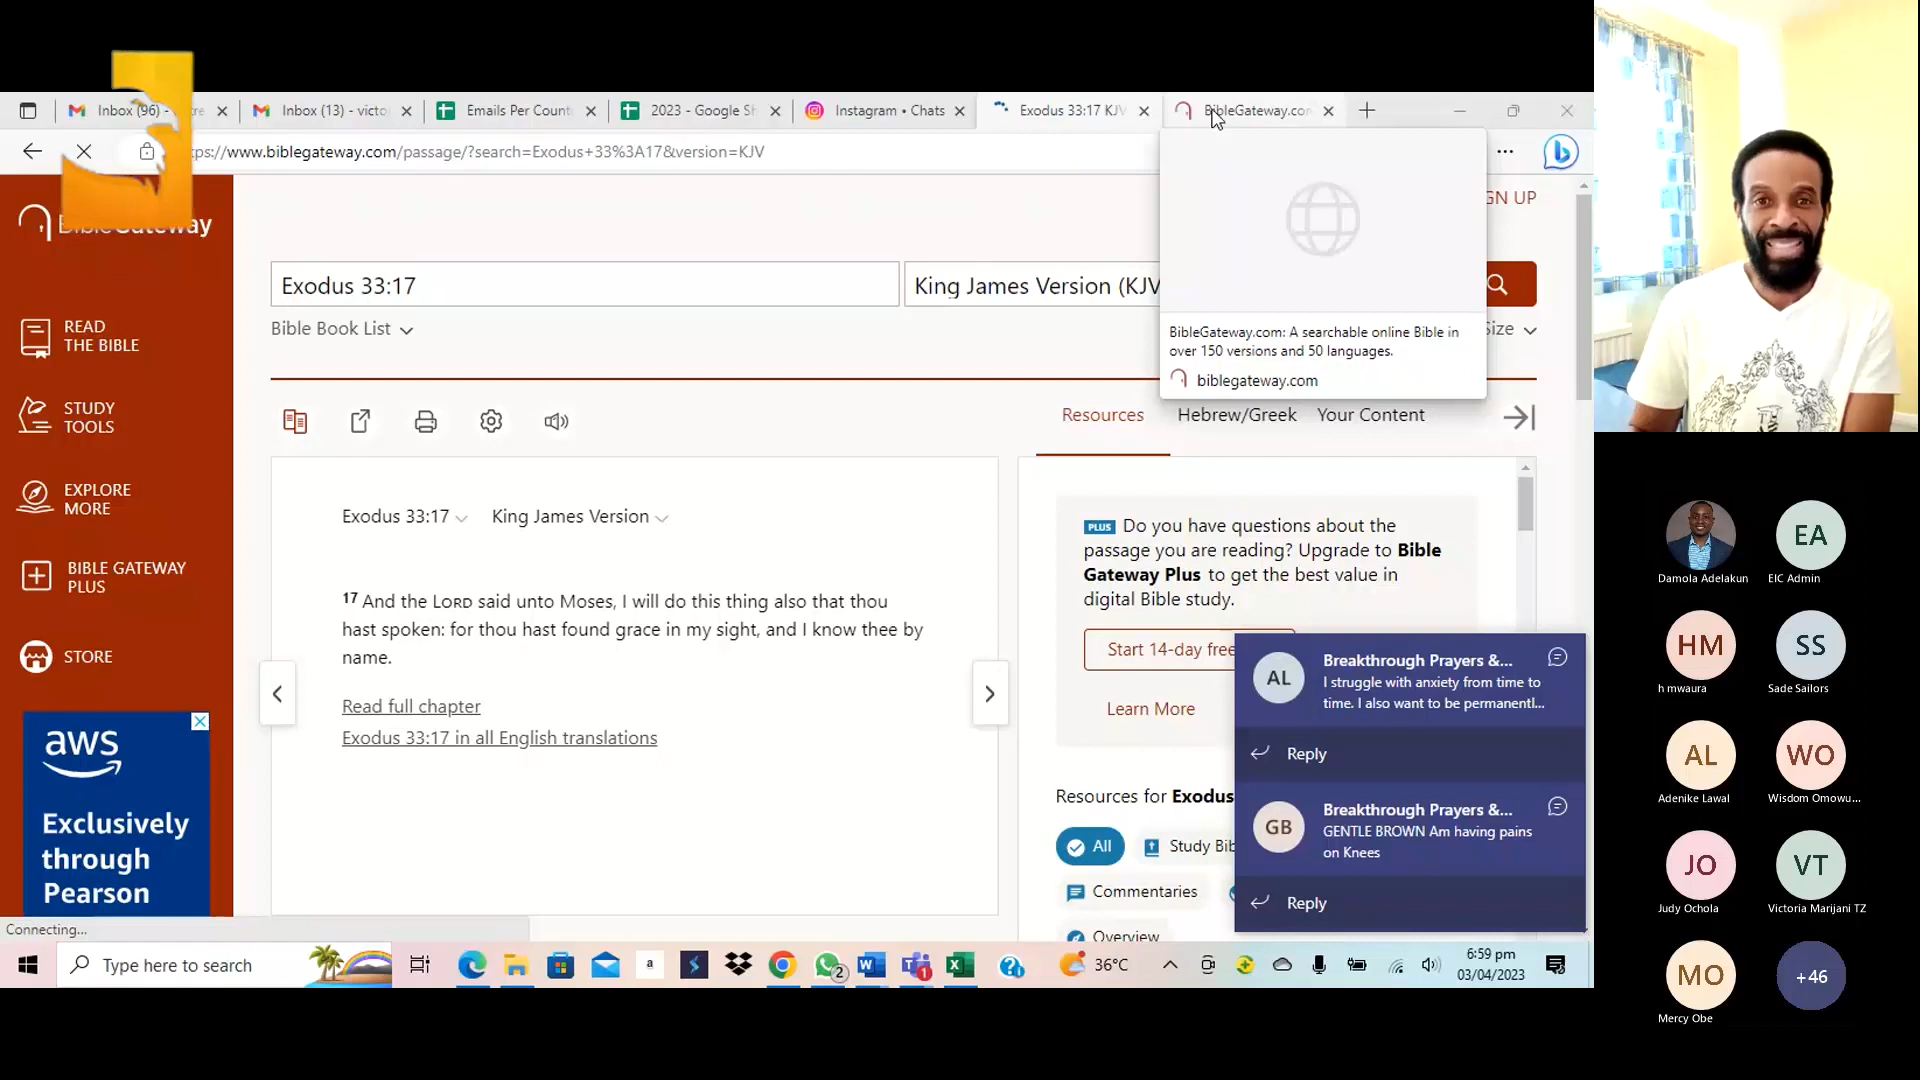 Inbox (96) -
Inbox (13) - victo
Emails Per Count
2023 - Google Sh
Instagram • Chats
Exodus 33:17 KJV
BibleGateway.com
https://www.biblegateway.com/passage/?search=Exodus+33%3A17&version=KJV
BibleGateway
GN UP
READ
THE BIBLE
STUDY
TOOLS
EXPLORE
MORE
BIBLE GATEWAY
PLUS
STORE
aws
Exclusively
through
Pearson
Exodus 33:17
King James Version (KJV
Bible Book List
Size
BibleGateway.com: A searchable online Bible in
over 150 versions and 50 languages.
biblegateway.com
Resources
Hebrew/Greek
Your Content
Exodus 33:17
King James Version
17 And the LORD said unto Moses, I will do this thing also that thou
hast spoken: for thou hast found grace in my sight, and I know thee by
name.
Read full chapter
Exodus 33:17 in all English translations
PLUS Do you have questions about the
passage you are reading? Upgrade to Bible
Gateway Plus to get the best value in
digital Bible study.
Start 14-day free
Learn More
Resources for Exodus
All
Study Bib
Commentaries
Overview
AL
Breakthrough Prayers &...
I struggle with anxiety from time to
time. I also want to be permanentl...
Reply
GB
Breakthrough Prayers &...
GENTLE BROWN Am having pains
on Knees
Reply
Connecting...
Type here to search
36°C
6:59 pm
03/04/2023
Damola Adelakun
EA
EIC Admin
HM
h mwaura
SS
Sade Sailors
AL
Adenike Lawal
WO
Wisdom Omowu...
JO
Judy Ochola
VT
Victoria Marijani TZ
MO
Mercy Obe
+46